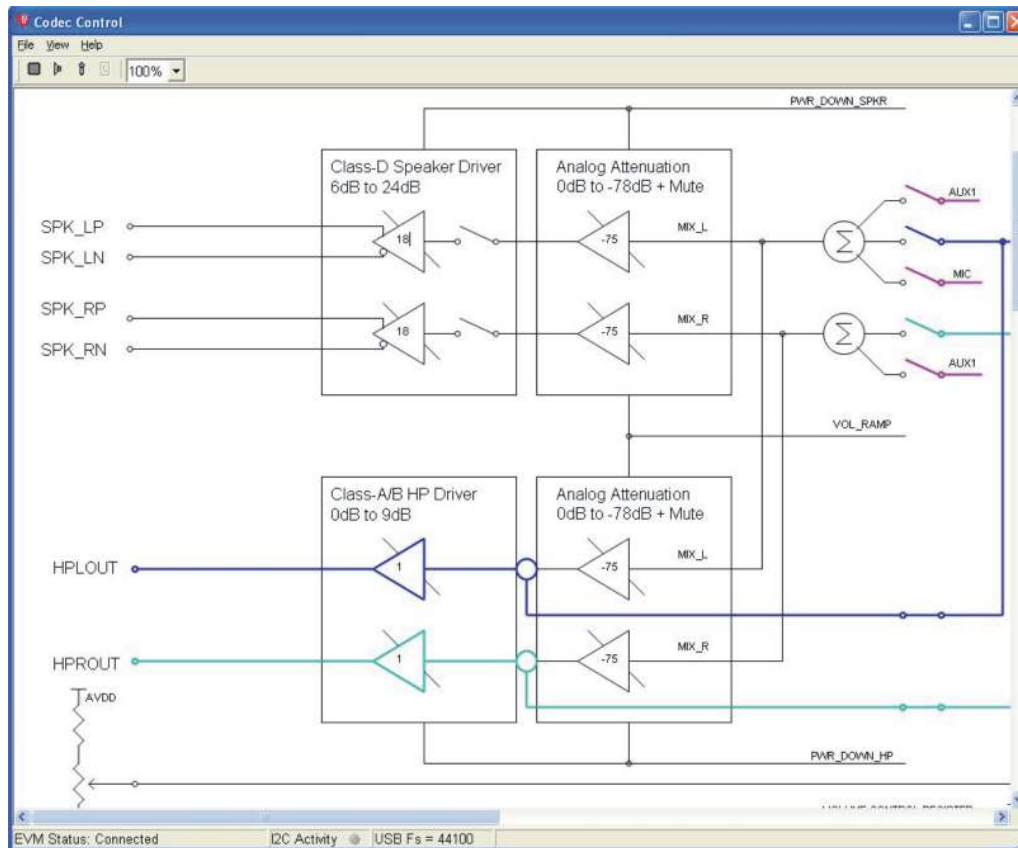 Codec Control
File View Help
100%
PWR_DOWN_SPKR
Class-D Speaker Driver
6dB to 24dB
Analog Attenuation
0dB to -78dB + Mute
AUX1
SPK_LP
18
-75
MIX_L
Σ
SPK_LN
MIC
SPK_RP
18
-75
MIX_R
Σ
SPK_RN
AUX1
VOL_RAMP
Class-A/B HP Driver
0dB to 9dB
Analog Attenuation
0dB to -78dB + Mute
HPLOUT
1
-75
MIX_L
HPROUT
1
-75
MIX_R
AVDD
PWR_DOWN_HP
VOLUME CONTROL REGISTER
EVM Status: Connected
I2C Activity
USB Fs = 44100